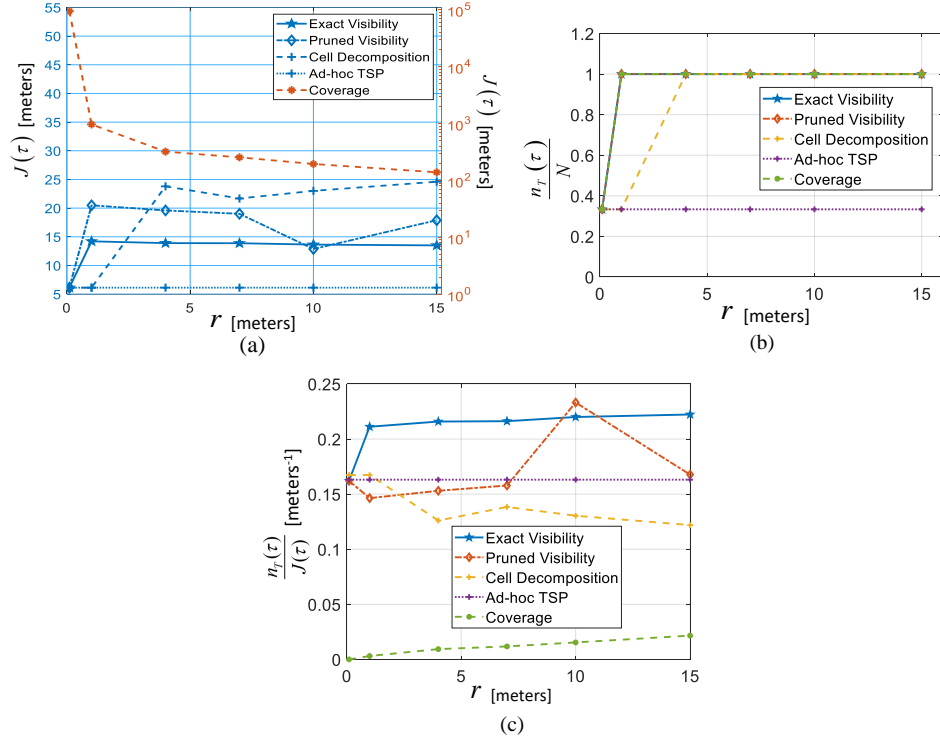 55
50
45
40
35
30
25
20
15
10
5
J(τ) [meters]
10^5
10^4
10^3
10^2
10^1
10^0
J(τ) [meters]
Exact Visibility
Pruned Visibility
Cell Decomposition
Ad-hoc TSP
Coverage
0 5 10 15
r [meters]
(a)
1.2
1
0.8
0.6
0.4
0.2
0
n_T(τ)
N
Exact Visibility
Pruned Visibility
Cell Decomposition
Ad-hoc TSP
Coverage
0 5 10 15
r [meters]
(b)
0.25
0.2
0.15
0.1
0.05
0
n_T(τ)
J(τ)
[meters^-1]
Exact Visibility
Pruned Visibility
Cell Decomposition
Ad-hoc TSP
Coverage
0 5 10 15
r [meters]
(c)